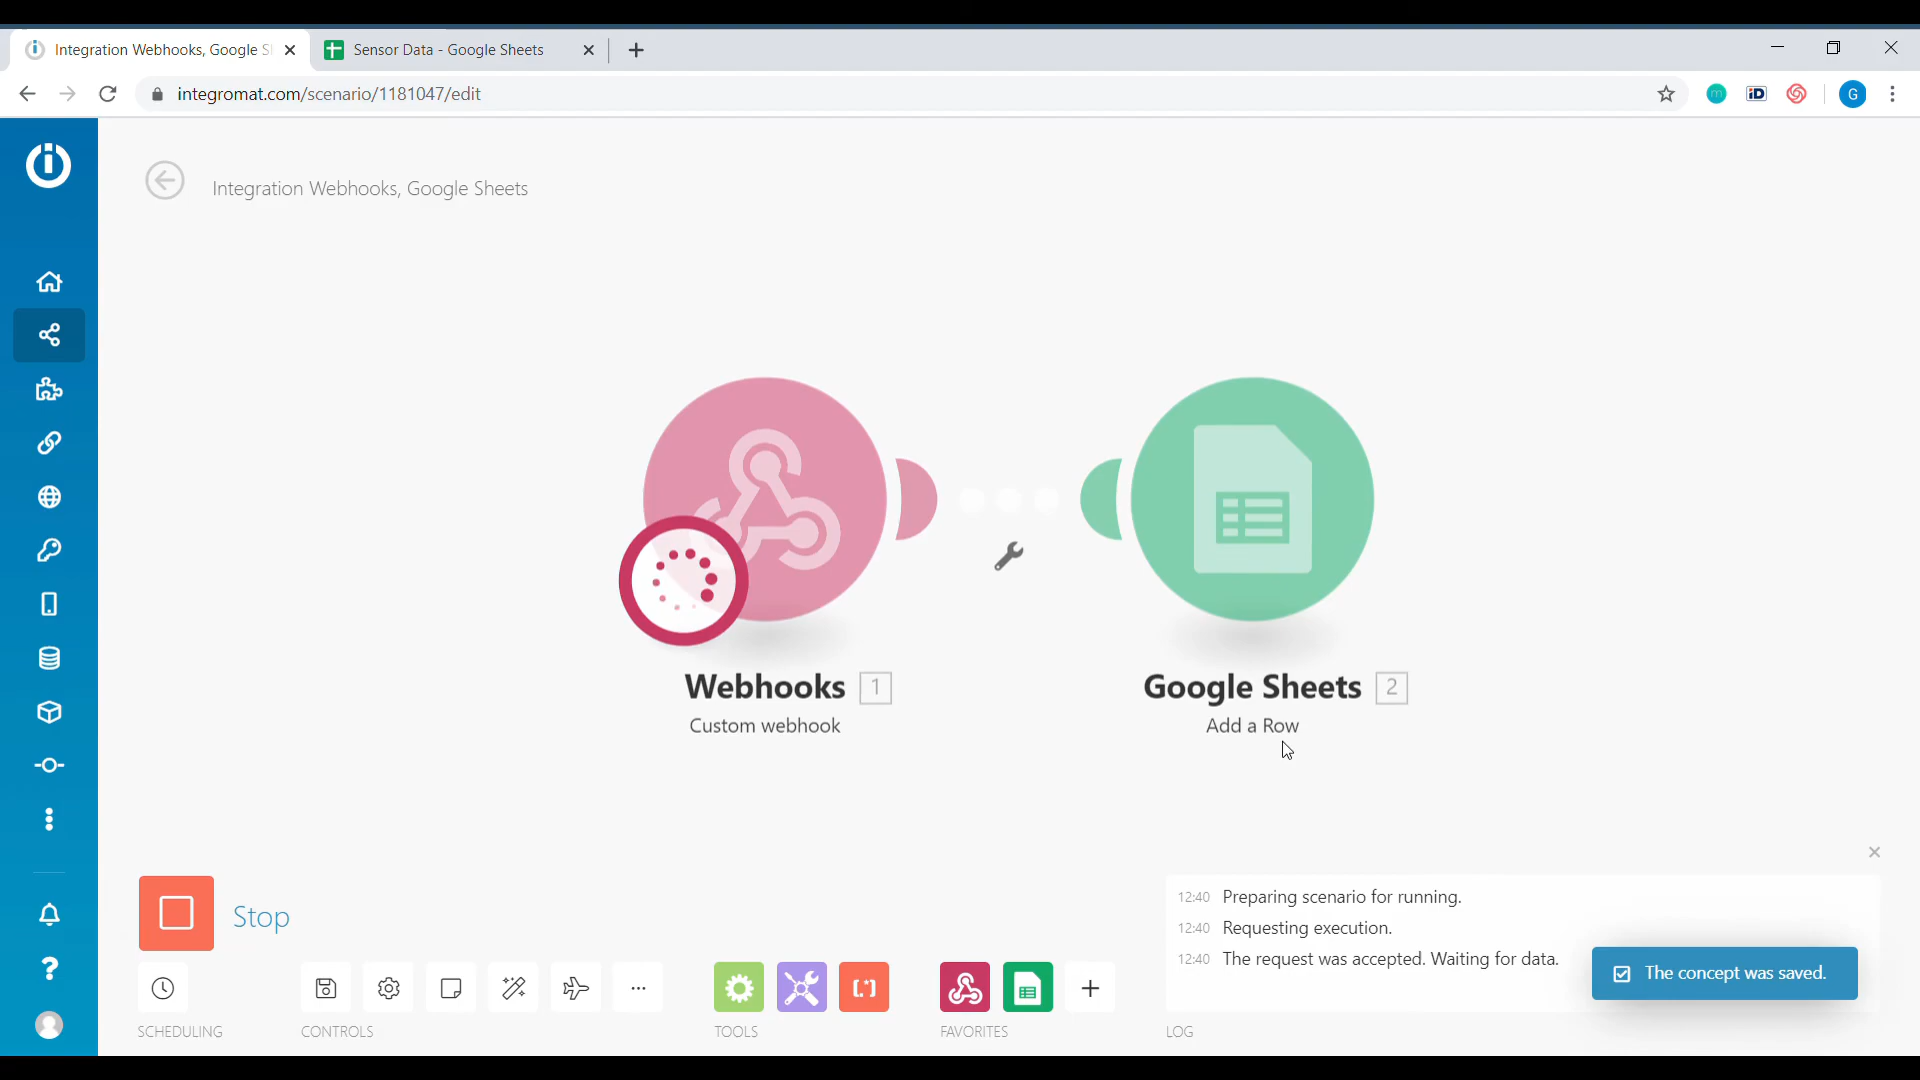 Integration Webhooks, Google S
Sensor Data - Google Sheets
integromat.com/scenario/1181047/edit
iD
G
Integration Webhooks, Google Sheets
Webhooks 1
Custom webhook
Google Sheets 2
Add a Row
Stop
12:40 Preparing scenario for running.
12:40 Requesting execution.
12:40 The request was accepted. Waiting for data.
The concept was saved.
SCHEDULING
CONTROLS
TOOLS
FAVORITES
LOG